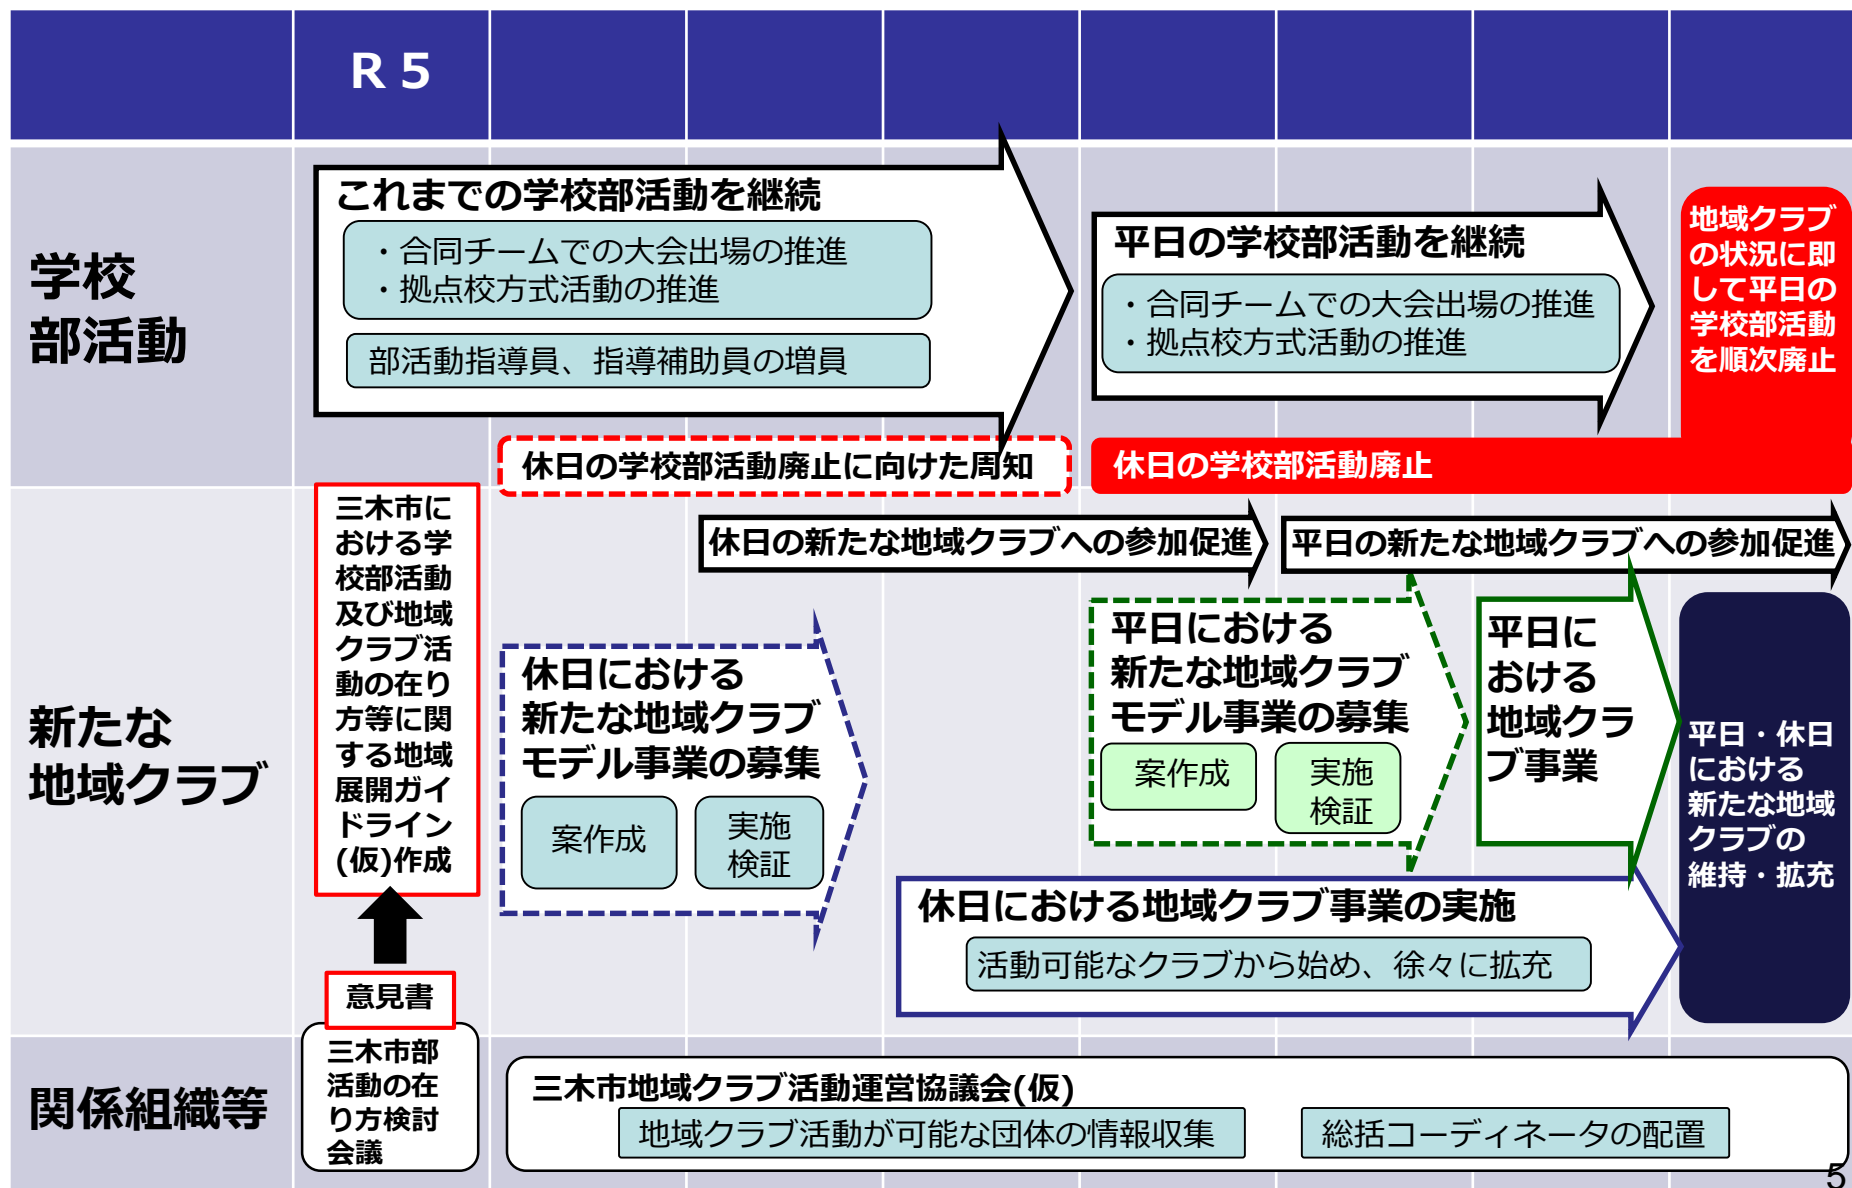 R５
学校
部活動
これまでの学校部活動を継続
・合同チームでの大会出場の推進
・拠点校方式活動の推進
部活動指導員、指導補助員の増員
平日の学校部活動を継続
・合同チームでの大会出場の推進
・拠点校方式活動の推進
地域クラブ
の状況に即
して平日の
学校部活動
を順次廃止
休日の学校部活動廃止に向けた周知
休日の学校部活動廃止
新たな
地域クラブ
三木市に
おける学
校部活動
及び地域
クラブ活
動の在り
方等に関
する地域
展開ガイ
ドライン
(仮)作成
意見書
休日の新たな地域クラブへの参加促進
平日の新たな地域クラブへの参加促進
休日における
新たな地域クラブ
モデル事業の募集
案作成
実施
検証
平日における
新たな地域クラブ
モデル事業の募集
案作成
実施
検証
平日に
おける
地域クラ
ブ事業
休日における地域クラブ事業の実施
活動可能なクラブから始め、徐々に拡充
平日・休日
における
新たな地域
クラブの
維持・拡充
関係組織等
三木市部
活動の在
り方検討
会議
三木市地域クラブ活動運営協議会(仮)
地域クラブ活動が可能な団体の情報収集
総括コーディネータの配置
5